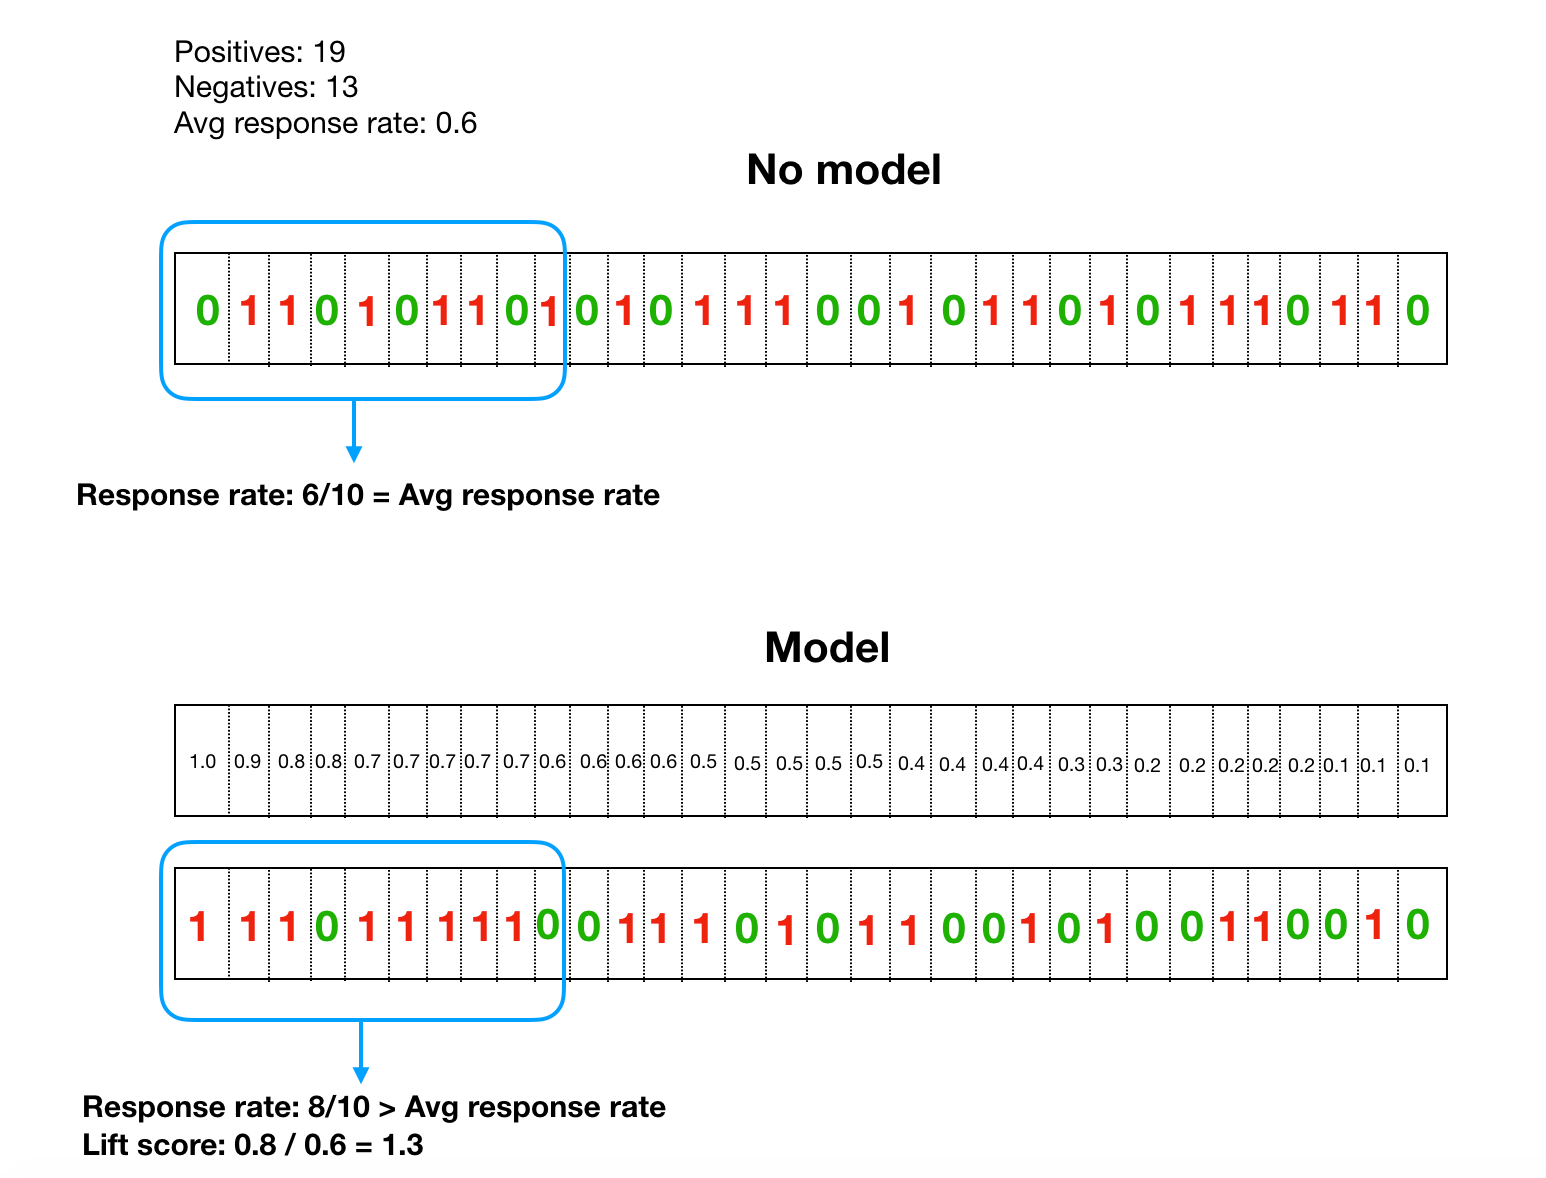 Positives: 19
Negatives: 13
Avg response rate: 0.6
No model
0 1 1 0 1 0 1 1 0 1 0 1 0 1 1 1 0 0 1 0 1 1 0 1 0 1 1 1 0 1 1 0
Response rate: 6/10 = Avg response rate
Model
1.0 0.9 0.8 0.8 0.7 0.7 0.7 0.7 0.7 0.6 0.6 0.6 0.6 0.5 0.5 0.5 0.5 0.5 0.4 0.4 0.4 0.4 0.3 0.3 0.2 0.2 0.2 0.2 0.2 0.1 0.1 0.1
1 1 1 0 1 1 1 1 1 0 0 1 1 1 0 1 0 1 1 0 0 1 0 1 0 0 1 1 0 0 1 0
Response rate: 8/10 > Avg response rate
Lift score: 0.8 / 0.6 = 1.3